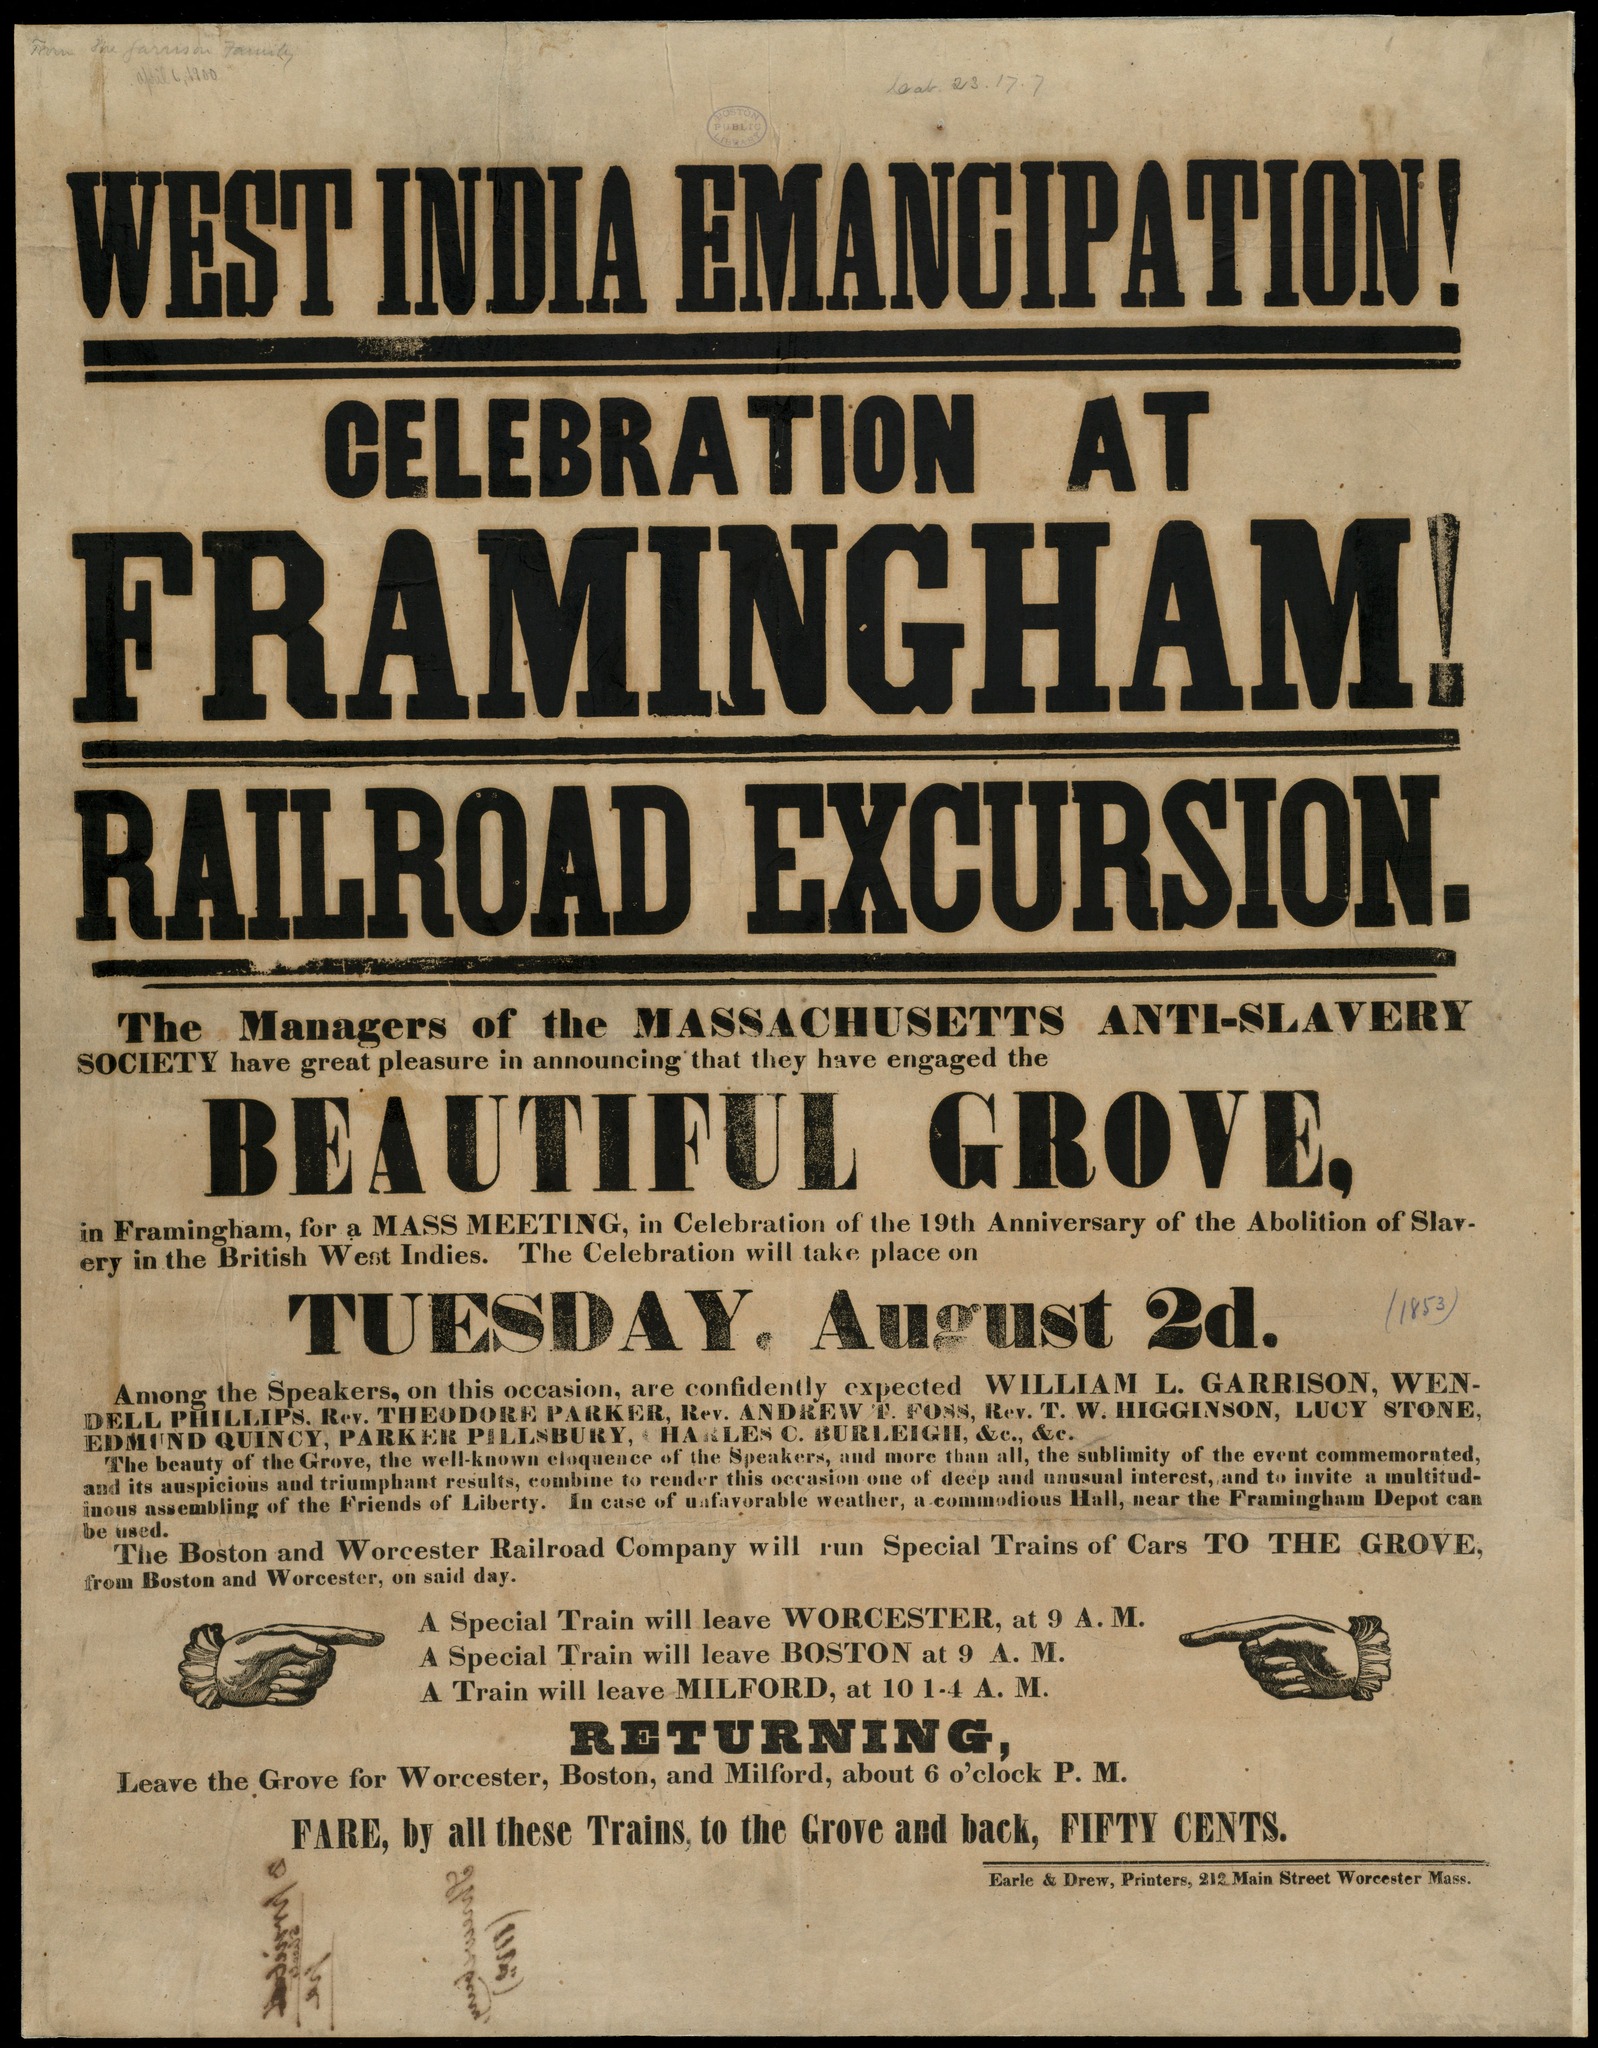 From the Garrison Family
Cab. 23.17.7
BOSTON
PUBLIC
LIBRARY
WEST INDIA EMANCIPATION!
CELEBRATION AT
FRAMINGHAM!
RAILROAD EXCURSION.
The Managers of the MASSACHUSETTS ANTI-SLAVERY
SOCIETY have great pleasure in announcing that they have engaged the
BEAUTIFUL GROVE,
in Framingham, for a MASS MEETING, in Celebration of the 19th Anniversary of the Abolition of Slav-
ery in the British West Indies. The Celebration will take place on
TUESDAY, August 2d.
(1853)
Among the Speakers, on this occasion, are confidently expected WILLIAM L. GARRISON, WEN-
DELL PHILLIPS, Rev. THEODORE PARKER, Rev. ANDREW T. FOSS, Rev. T. W. HIGGINSON, LUCY STONE,
EDMUND QUINCY, PARKER PILLSBURY, CHARLES C. BURLEIGH, &c., &c.
The beauty of the Grove, the well-known eloquence of the Speakers, and more than all, the sublimity of the event commemorated,
and its auspicious and triumphant results, combine to render this occasion one of deep and unusual interest, and to invite a multitud-
inous assembling of the Friends of Liberty. In case of unfavorable weather, a commodious Hall, near the Framingham Depot can
be used.
The Boston and Worcester Railroad Company will run Special Trains of Cars TO THE GROVE,
from Boston and Worcester, on said day.
A Special Train will leave WORCESTER, at 9 A. M.
A Special Train will leave BOSTON at 9 A. M.
A Train will leave MILFORD, at 10 1-4 A. M.
RETURNING,
Leave the Grove for Worcester, Boston, and Milford, about 6 o'clock P. M.
FARE, by all these Trains, to the Grove and back, FIFTY CENTS.
Earle & Drew, Printers, 212 Main Street Worcester Mass.